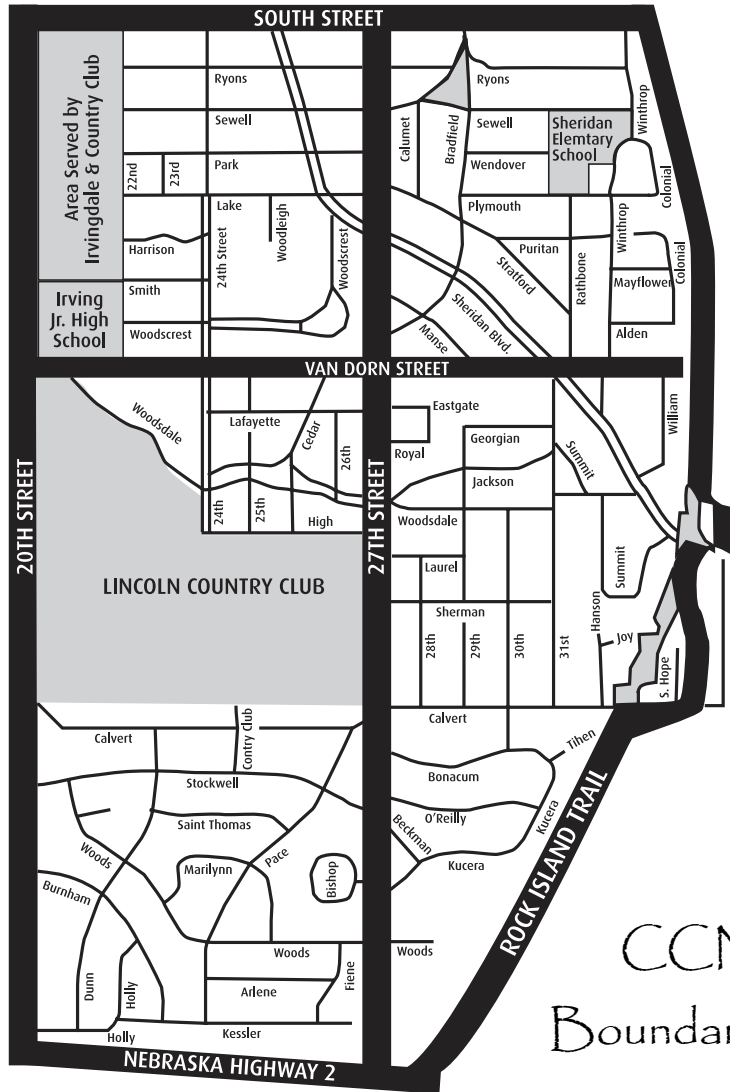 SOUTH STREET
Area Served by
Irvingdale & Country Club
Ryons
Sewell
Park
22nd
23rd
Lake
24th Street
Woodleigh
Woodscrest
Harrison
Smith
Woodscrest
Irving
Jr. High
School
Ryons
Calumet
Bradfield
Sewell
Wendover
Sheridan
Elemtary
School
Winthrop
Colonial
Plymouth
Puritan
Stratford
Rathbone
Winthrop
Colonial
Mayflower
Alden
Manse
Sheridan Blvd.
VAN DORN STREET
Woodsdale
Lafayette
Cedar
26th
24th
25th
High
Eastgate
Royal
Georgian
Jackson
Summit
William
Woodsdale
Laurel
Sherman
28th
29th
30th
31st
Hanson
Joy
Summit
S. Hope
20TH STREET
27TH STREET
LINCOLN COUNTRY CLUB
Calvert
Contry Club
Stockwell
Saint Thomas
Woods
Marilynn
Pace
Bishop
Burnham
Dunn
Holly
Woods
Arlene
Fiene
Kessler
Holly
Calvert
Tihen
Bonacum
O'Reilly
Beckman
Kucera
Kucera
Woods
ROCK ISLAND TRAIL
NEBRASKA HIGHWAY 2
CCN
Boundar